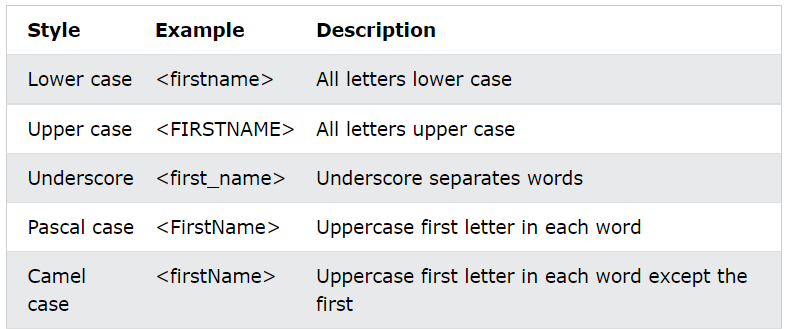 Style Example Description
Lower case <firstname> All letters lower case
Upper case <FIRSTNAME> All letters upper case
Underscore <first_name> Underscore separates words
Pascal case <FirstName> Uppercase first letter in each word
Camel case <firstName> Uppercase first letter in each word except the first